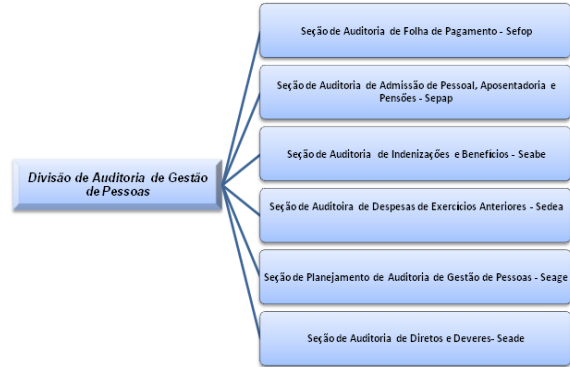 Seção de Auditoria de Folha de Pagamento - Sefop
Seção de Auditoria de Admissão de Pessoal, Aposentadoria e
Pensões - Sepap
Seção de Auditoria de Indenizações e Benefícios - Seabe
Divisão de Auditoria de Gestão
de Pessoas
Seção de Auditoira de Despesas de Exercícios Anteriores - Sedea
Seção de Planejamento de Auditoria de Gestão de Pessoas - Seage
Seção de Auditoria de Diretos e Deveres- Seade